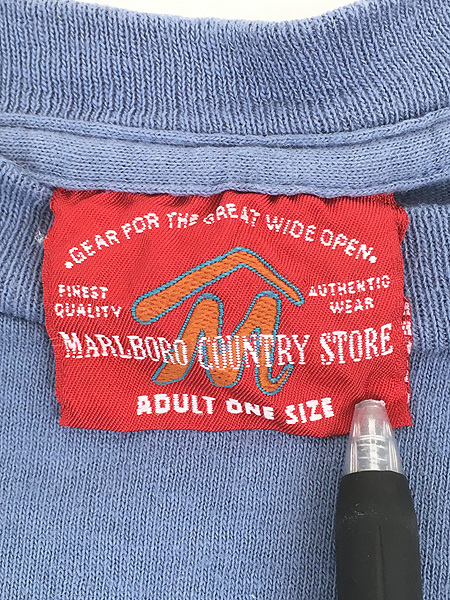 ·GEAR FOR THE GREAT WIDE OPEN·
FINEST
QUALITY
AUTHENTIC
WEAR
M
MARLBORO COUNTRY STORE
ADULT ONE SIZE